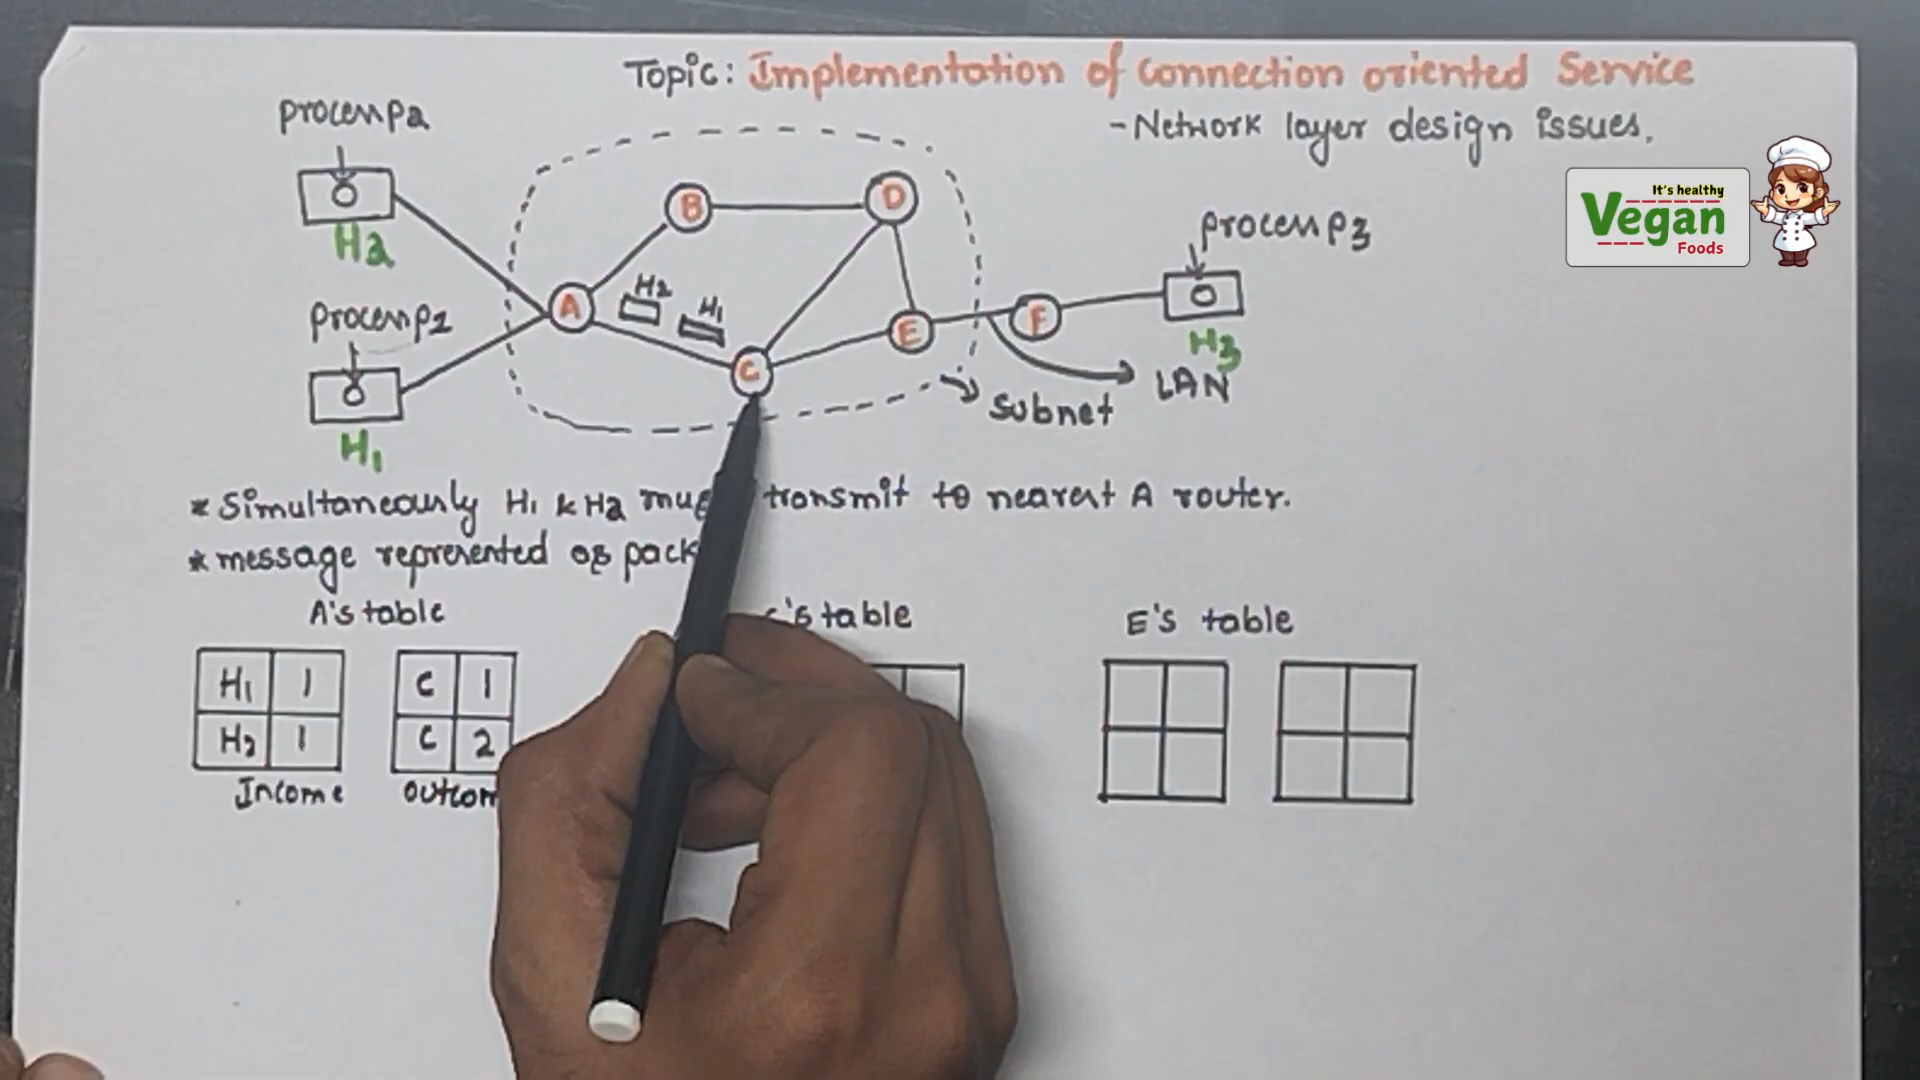 Topic: Implementation of connection oriented Service
- Network layer design issues.
process P2
H2
process P1
H1
A
B
C
D
E
F
H2
H1
process P3
H3
LAN
Subnet
* Simultaneously H1 & H2 transmit to nearest A router.
* message represented as
A's table
H1 1
H2 1
Income
C 1
C 2
's table
E's table
It's healthy
Vegan
Foods